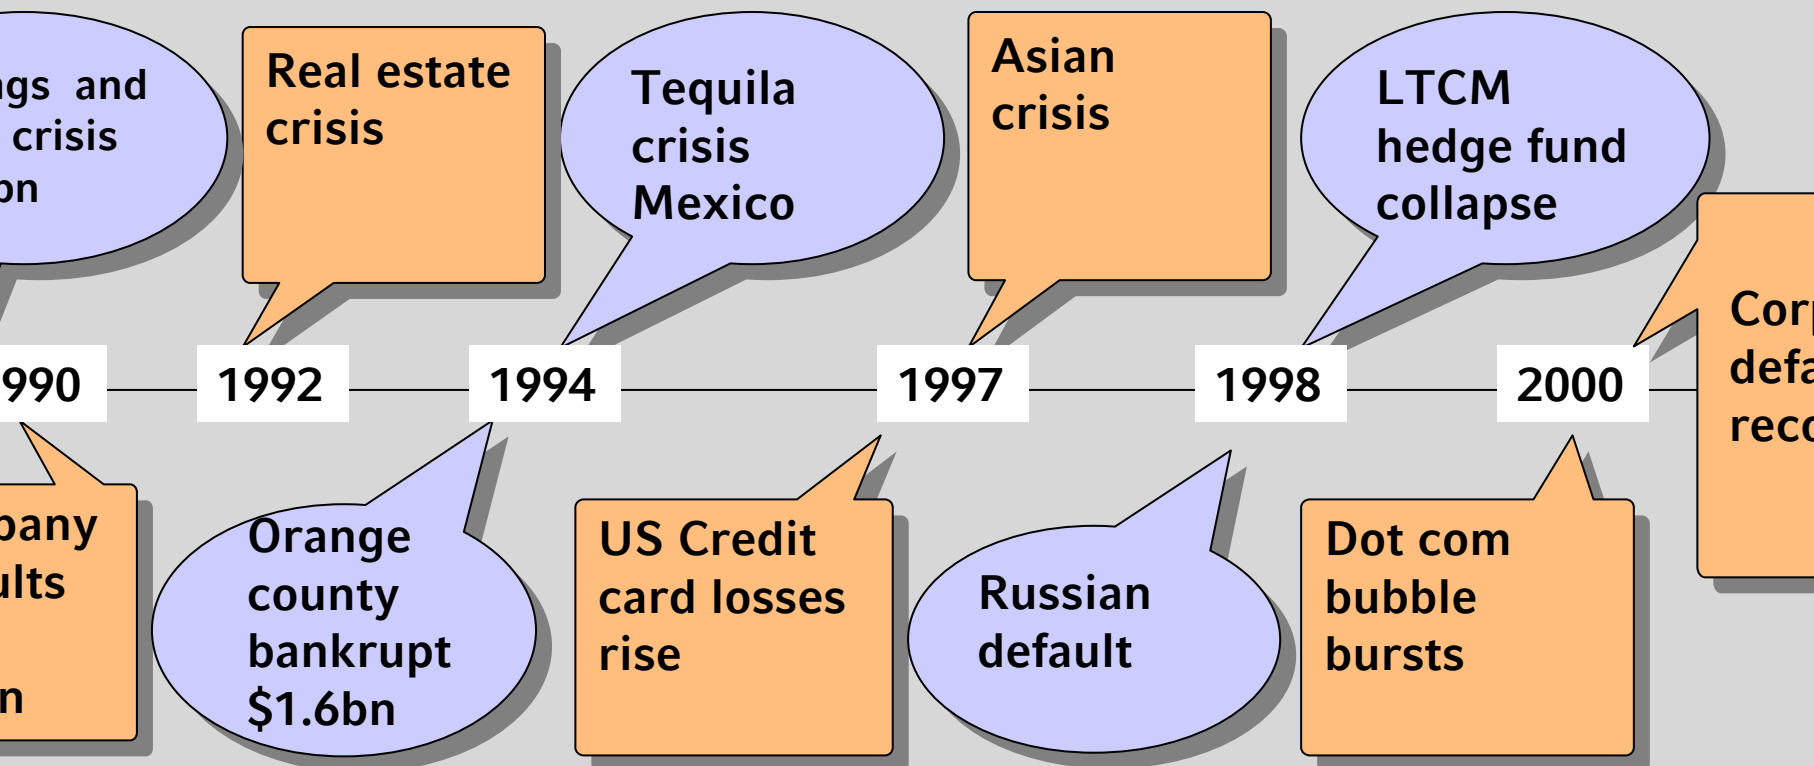 and
crisis
Real estate
crisis
Tequila
crisis
Mexico
Asian
crisis
LTCM
hedge fund
collapse
1992
1994
1997
1998
2000
Orange
county
bankrupt
$1.6bn
US Credit
card losses
rise
Russian
default
Dot com
bubble
bursts